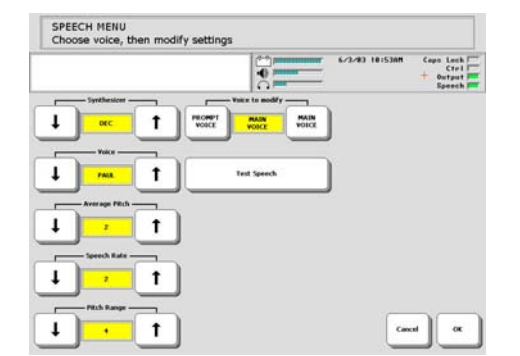 SPEECH MENU
Choose voice, then modify settings
6/3/03 10:53AM
Caps Lock
Ctrl
+ Output
Speech
Synthesizer
DEC
Voice to modify
PROMPT VOICE
MAIN VOICE
MAIN VOICE
Voice
PAUL
Test Speech
Average Pitch
2
Speech Rate
2
Pitch Range
4
Cancel
OK